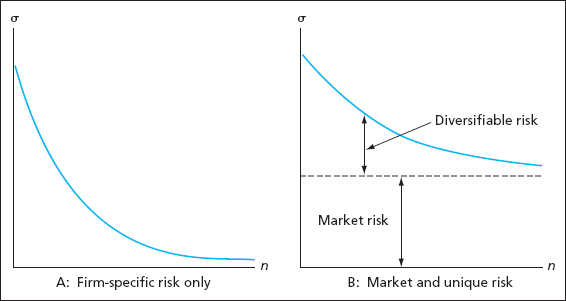 σ
n
A: Firm-specific risk only
σ
Diversifiable risk
Market risk
n
B: Market and unique risk